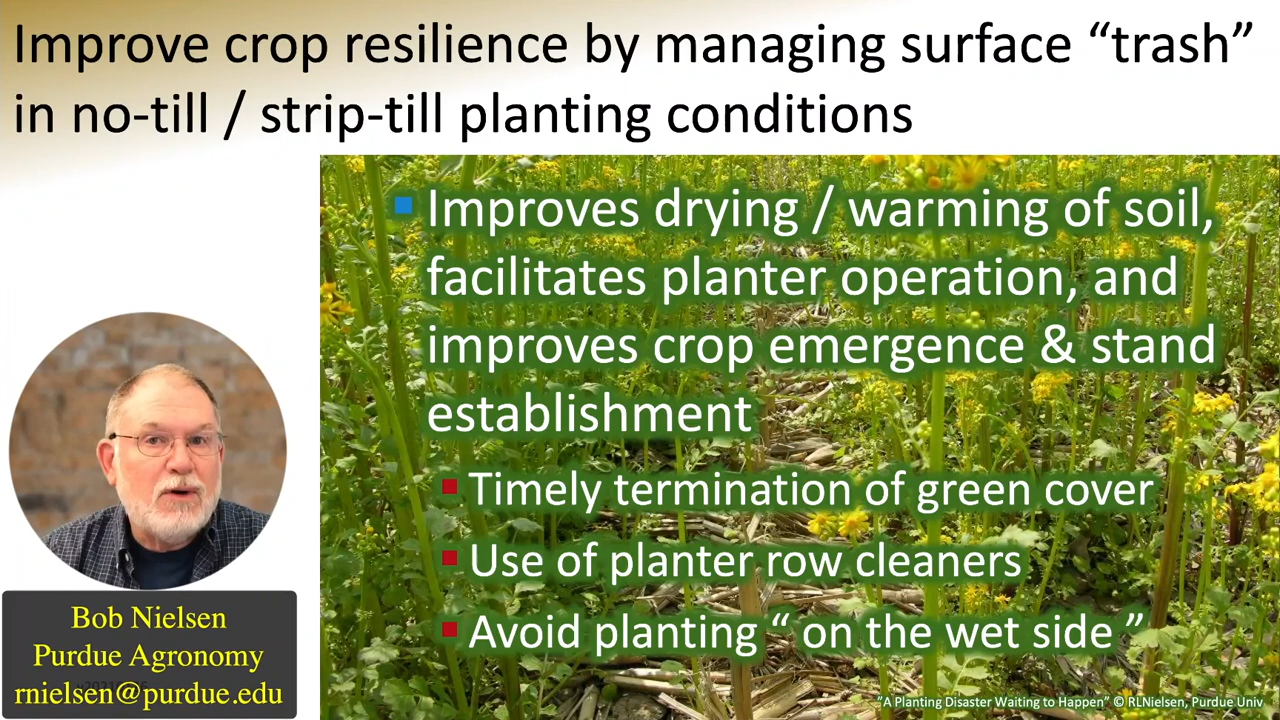 Improve crop resilience by managing surface “trash”
in no-till / strip-till planting conditions
Improves drying / warming of soil,
facilitates planter operation, and
improves crop emergence & stand
establishment
Timely termination of green cover
Use of planter row cleaners
Avoid planting “ on the wet side ”
Bob Nielsen
Purdue Agronomy
rnielsen@purdue.edu
“A Planting Disaster Waiting to Happen” © RLNielsen, Purdue Univ